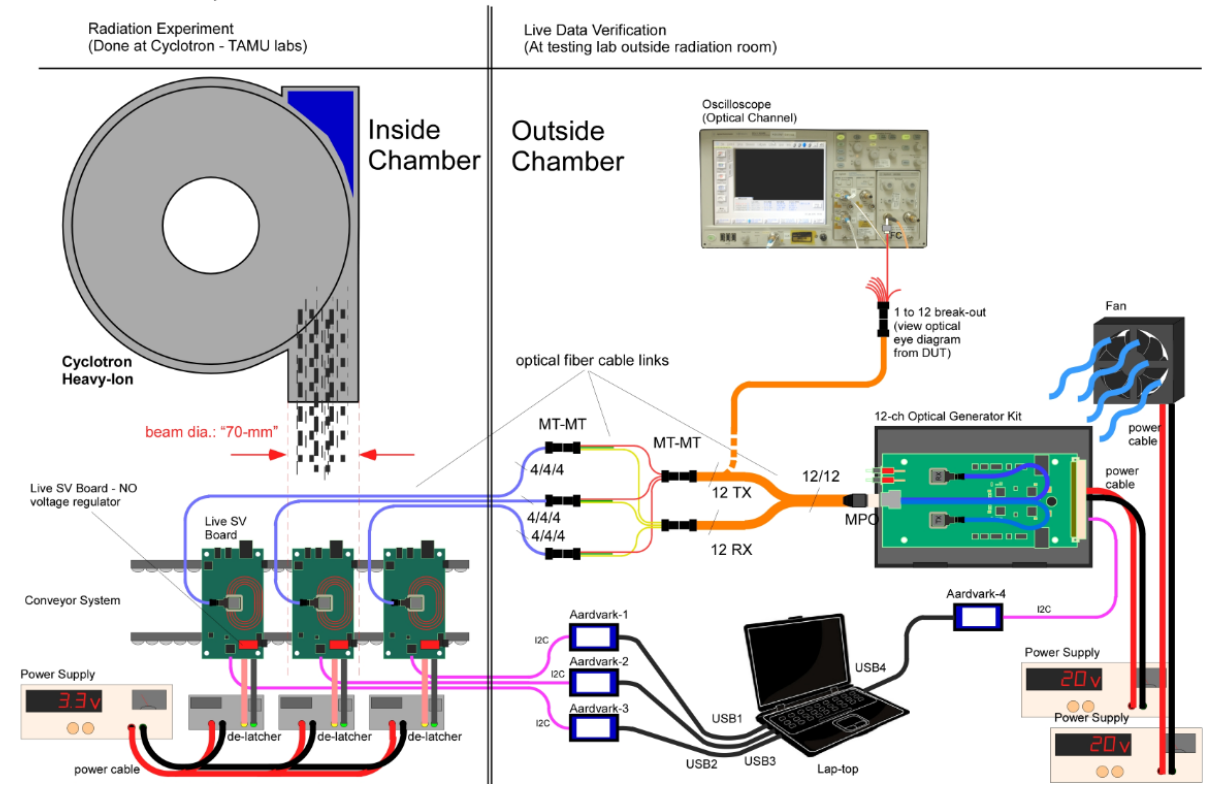 Radiation Experiment
(Done at Cyclotron - TAMU labs)
Live Data Verification
(At testing lab outside radiation room)
Inside
Chamber
Outside
Chamber
Oscilloscope
(Optical Channel)
FC
1 to 12 break-out
(view optical
eye diagram
from DUT)
Fan
Cyclotron
Heavy-Ion
optical fiber cable links
beam dia.: “70-mm”
MT-MT
MT-MT
12-ch Optical Generator Kit
power
cable
power
cable
4/4/4
4/4/4
4/4/4
12 TX
12/12
12 RX
MPO
Live SV Board - NO
voltage regulator
Live SV
Board
Conveyor System
Aardvark-1
Aardvark-2
Aardvark-3
Aardvark-4
I2C
I2C
I2C
I2C
USB1
USB2
USB3
USB4
Lap-top
Power Supply
3.3v
de-latcher
de-latcher
de-latcher
power cable
Power Supply
20v
Power Supply
20v